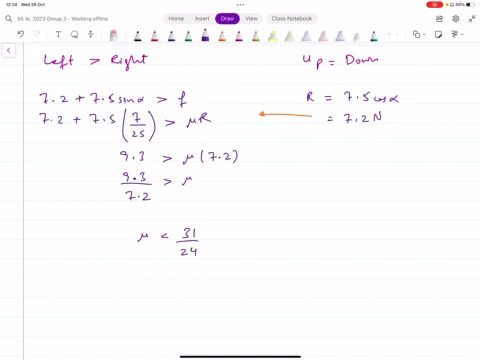 12:24 Wed 26 Oct
50%
S5 AL 2023 Group 3 - Working offline
Home Insert Draw View Class Notebook
Left > Right
Up = Down
7.2 + 7.5 sin α > f
R = 7.5 cos α
7.2 + 7.5 (7/25) > μR
= 7.2 N
9.3 > μ (7.2)
9.3/7.2 > μ
μ < 31/24